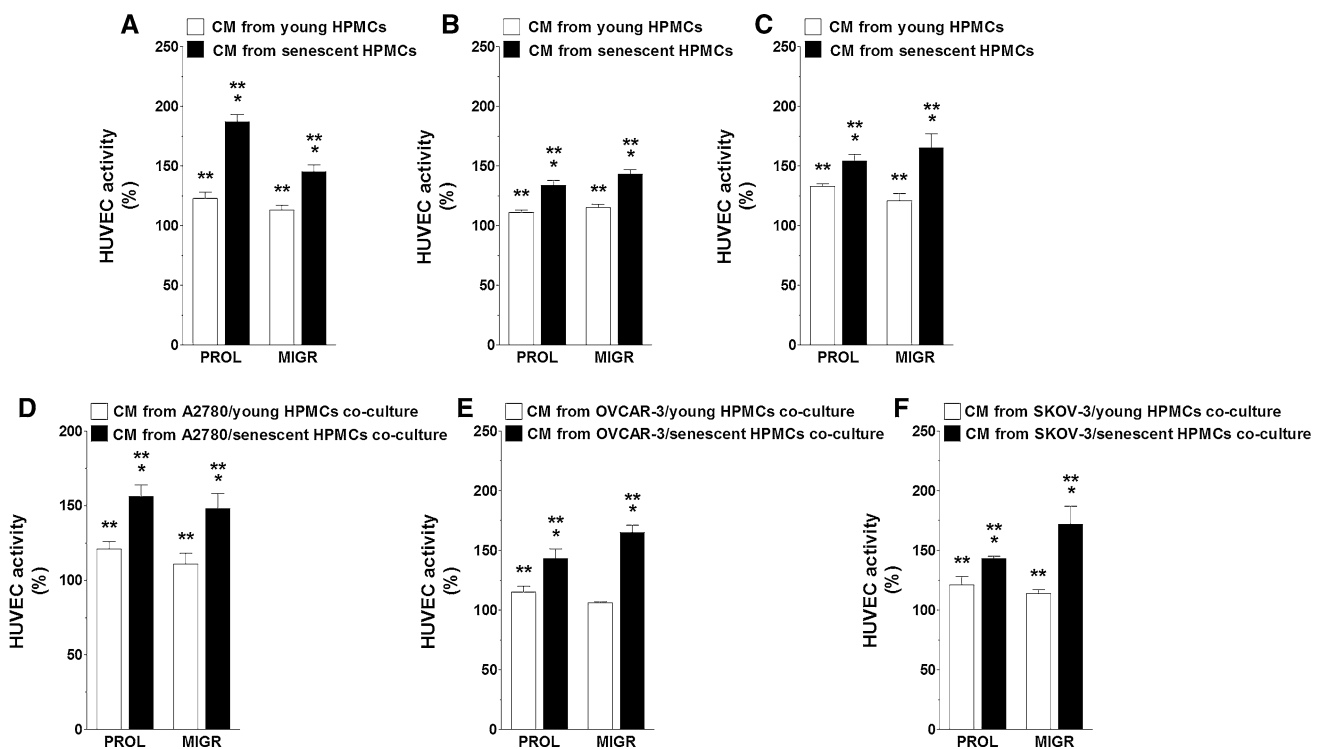 A
CM from young HPMCs
CM from senescent HPMCs
250
200
150
100
50
0
HUVEC activity
(%)
**
**
*
**
**
*
PROL
MIGR
B
CM from young HPMCs
CM from senescent HPMCs
250
200
150
100
50
0
HUVEC activity
(%)
**
**
*
**
**
*
PROL
MIGR
C
CM from young HPMCs
CM from senescent HPMCs
250
200
150
100
50
0
HUVEC activity
(%)
**
**
*
**
**
*
PROL
MIGR
D
CM from A2780/young HPMCs co-culture
CM from A2780/senescent HPMCs co-culture
200
150
100
50
0
HUVEC activity
(%)
**
**
*
**
**
*
PROL
MIGR
E
CM from OVCAR-3/young HPMCs co-culture
CM from OVCAR-3/senescent HPMCs co-culture
250
200
150
100
50
0
HUVEC activity
(%)
**
**
*
**
*
PROL
MIGR
F
CM from SKOV-3/young HPMCs co-culture
CM from SKOV-3/senescent HPMCs co-culture
250
200
150
100
50
0
HUVEC activity
(%)
**
**
*
**
**
*
PROL
MIGR